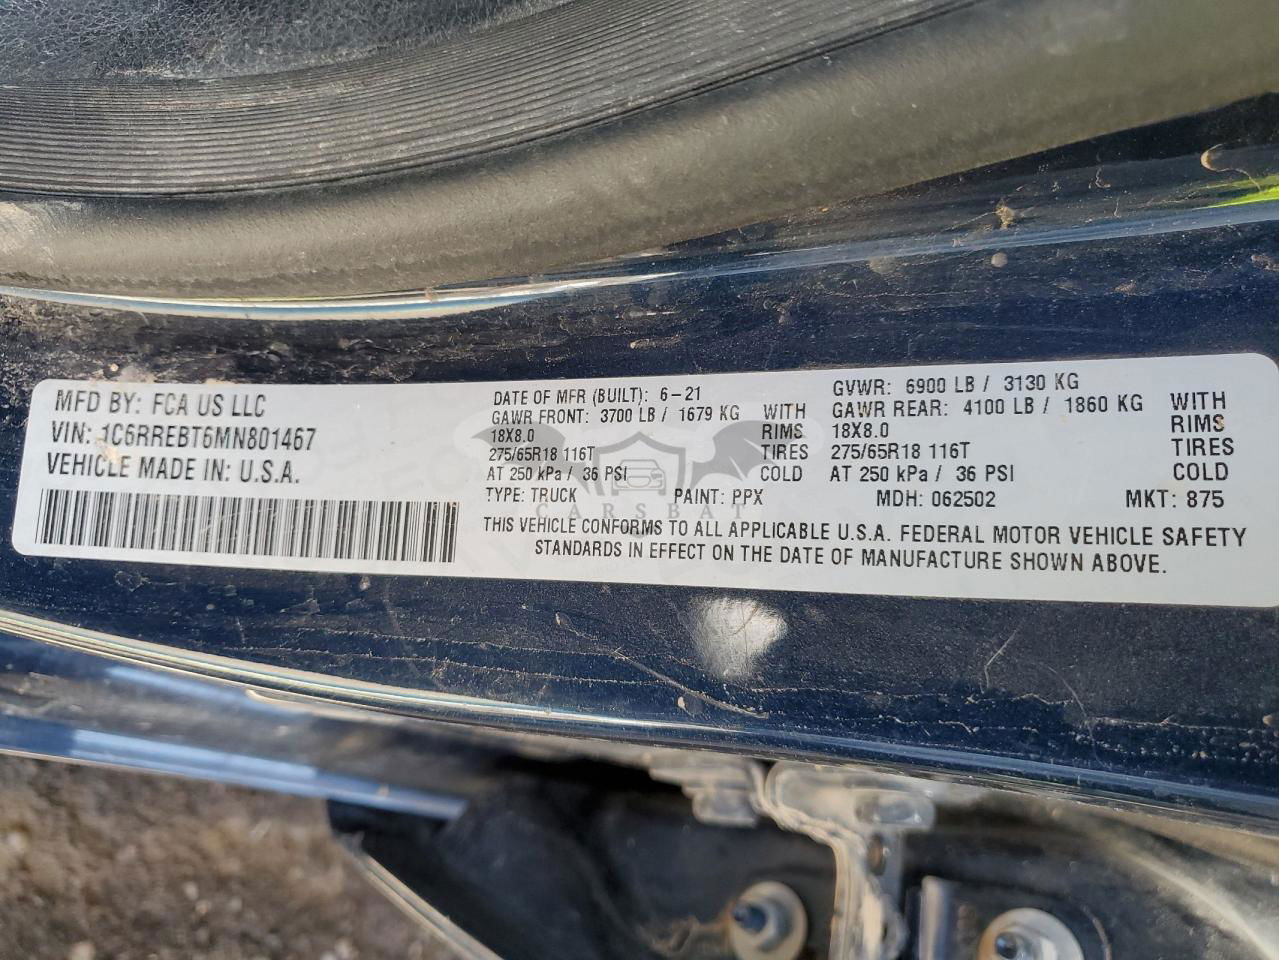 MFD BY: FCA US LLC
VIN: 1C6RREBT6MN801467
VEHICLE MADE IN: U.S.A.
DATE OF MFR (BUILT): 6-21
GAWR FRONT: 3700 LB / 1679 KG WITH
18X8.0 RIMS
275/65R18 116T TIRES
AT 250 kPa / 36 PSI COLD
GVWR: 6900 LB / 3130 KG
GAWR REAR: 4100 LB / 1860 KG WITH
18X8.0 RIMS
275/65R18 116T TIRES
AT 250 kPa / 36 PSI COLD
TYPE: TRUCK PAINT: PPX MDH: 062502 MKT: 875
THIS VEHICLE CONFORMS TO ALL APPLICABLE U.S.A. FEDERAL MOTOR VEHICLE SAFETY
STANDARDS IN EFFECT ON THE DATE OF MANUFACTURE SHOWN ABOVE.
CARSBAT